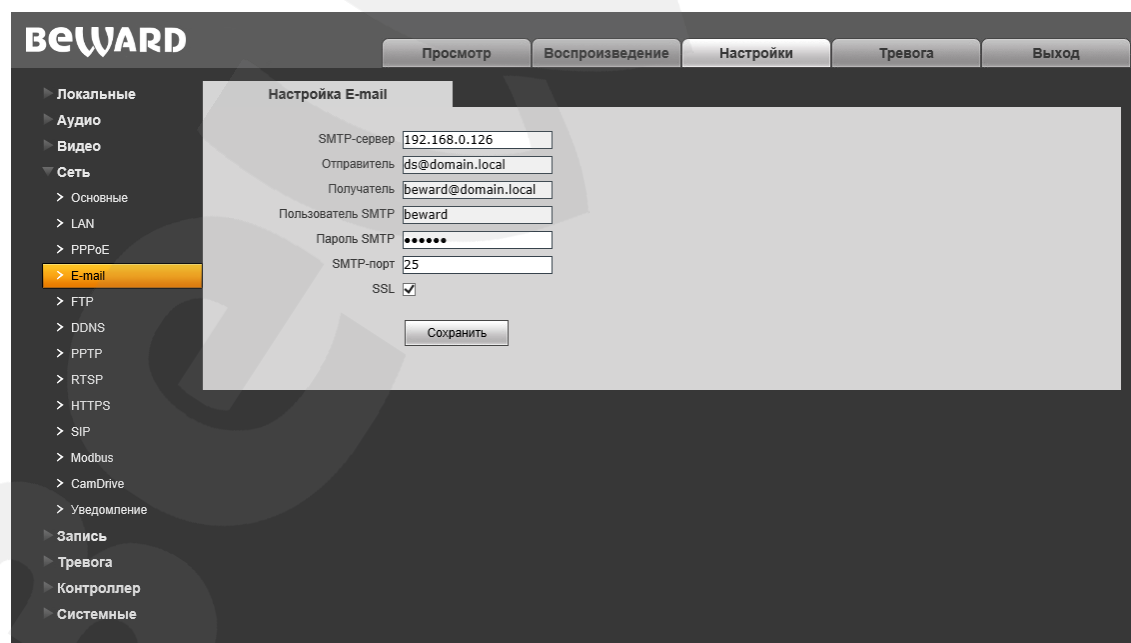 BEWARD
Просмотр
Воспроизведение
Настройки
Тревога
Выход
Локальные
Аудио
Видео
Сеть
Основные
LAN
PPPoE
E-mail
FTP
DDNS
PPTP
RTSP
HTTPS
SIP
Modbus
CamDrive
Уведомление
Запись
Тревога
Контроллер
Системные
Настройка E-mail
SMTP-сервер 192.168.0.126
Отправитель ds@domain.local
Получатель beward@domain.local
Пользователь SMTP beward
Пароль SMTP ••••••
SMTP-порт 25
SSL
Сохранить